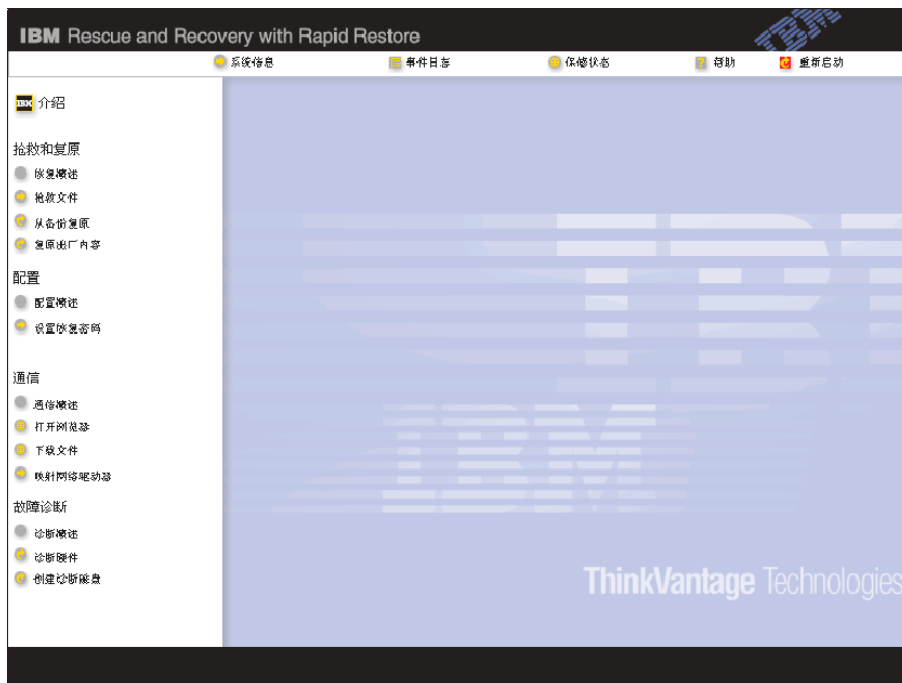 IBM Rescue and Recovery with Rapid Restore
IBM
系统信息 事件日志 保修状态 帮助 重新启动
IBM 介绍
抢救和复原
恢复概述
抢救文件
从备份复原
复原出厂内容
配置
配置概述
设置恢复密码
通信
通信概述
打开浏览器
下载文件
映射网络驱动器
故障诊断
诊断概述
诊断硬件
创建诊断磁盘
IBM
IBM
ThinkVantage Technologies